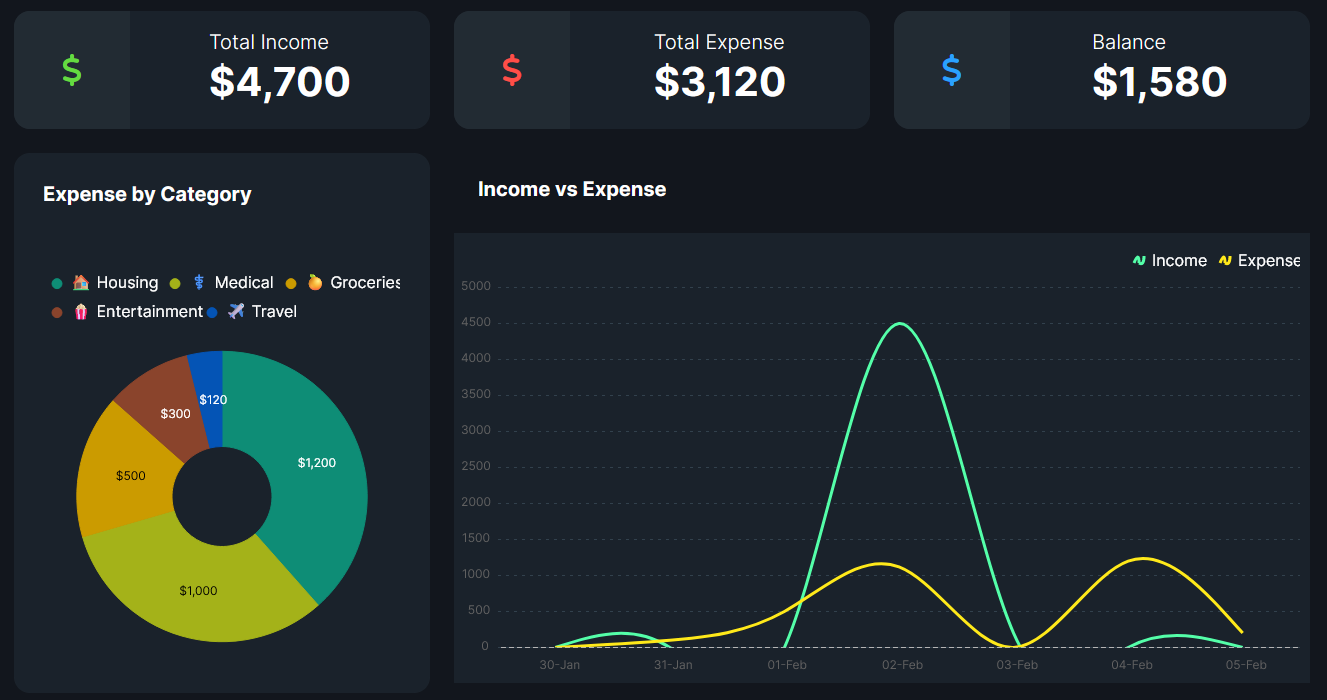 $ Total Income
$4,700
$ Total Expense
$3,120
$ Balance
$1,580
Expense by Category
Housing Medical Groceries
Entertainment Travel
$120
$300
$1,200
$500
$1,000
Income vs Expense
Income Expense
5000
4500
4000
3500
3000
2500
2000
1500
1000
500
0
30-Jan 31-Jan 01-Feb 02-Feb 03-Feb 04-Feb 05-Feb